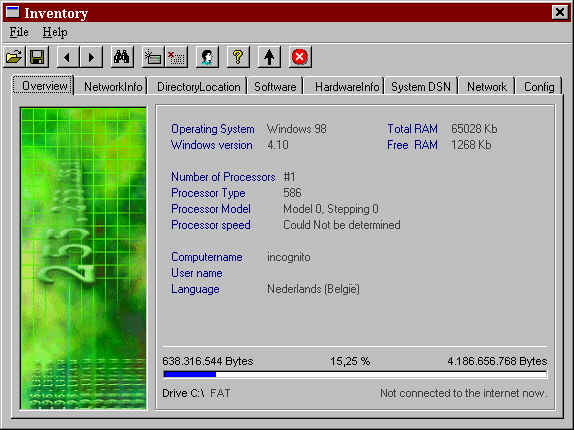 Inventory
File Help
Overview NetworkInfo DirectoryLocation Software HardwareInfo System DSN Network Config
Operating System Windows 98 Total RAM 65028 Kb
Windows version 4.10 Free RAM 1268 Kb
Number of Processors #1
Processor Type 586
Processor Model Model 0, Stepping 0
Processor speed Could Not be determined
Computername incognito
User name
Language Nederlands (België)
638.316.544 Bytes 15,25 % 4.186.656.768 Bytes
Drive C:\ FAT Not connected to the internet now.